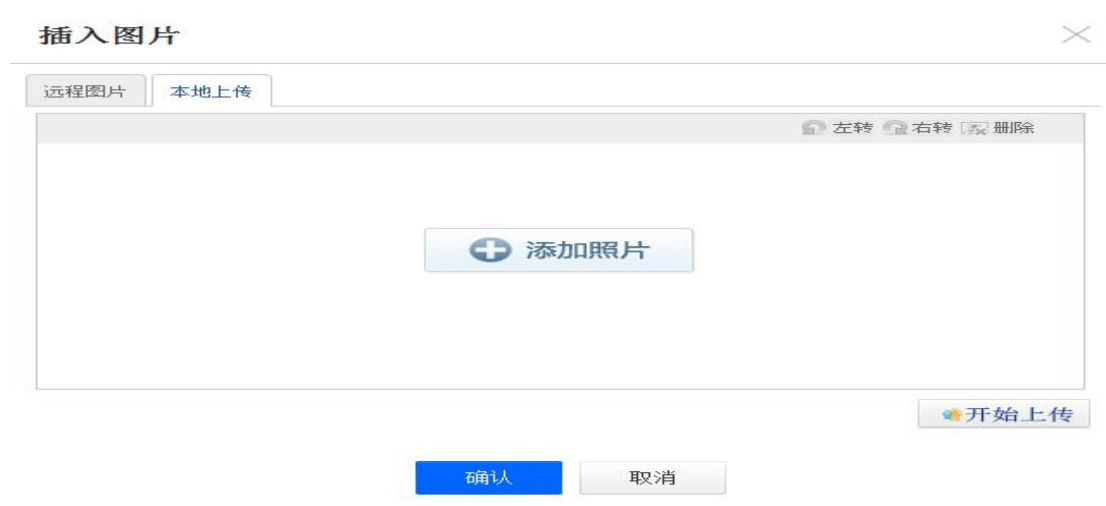 插入图片
远程图片 本地上传
左转 右转 删除
添加照片
开始上传
确认 取消